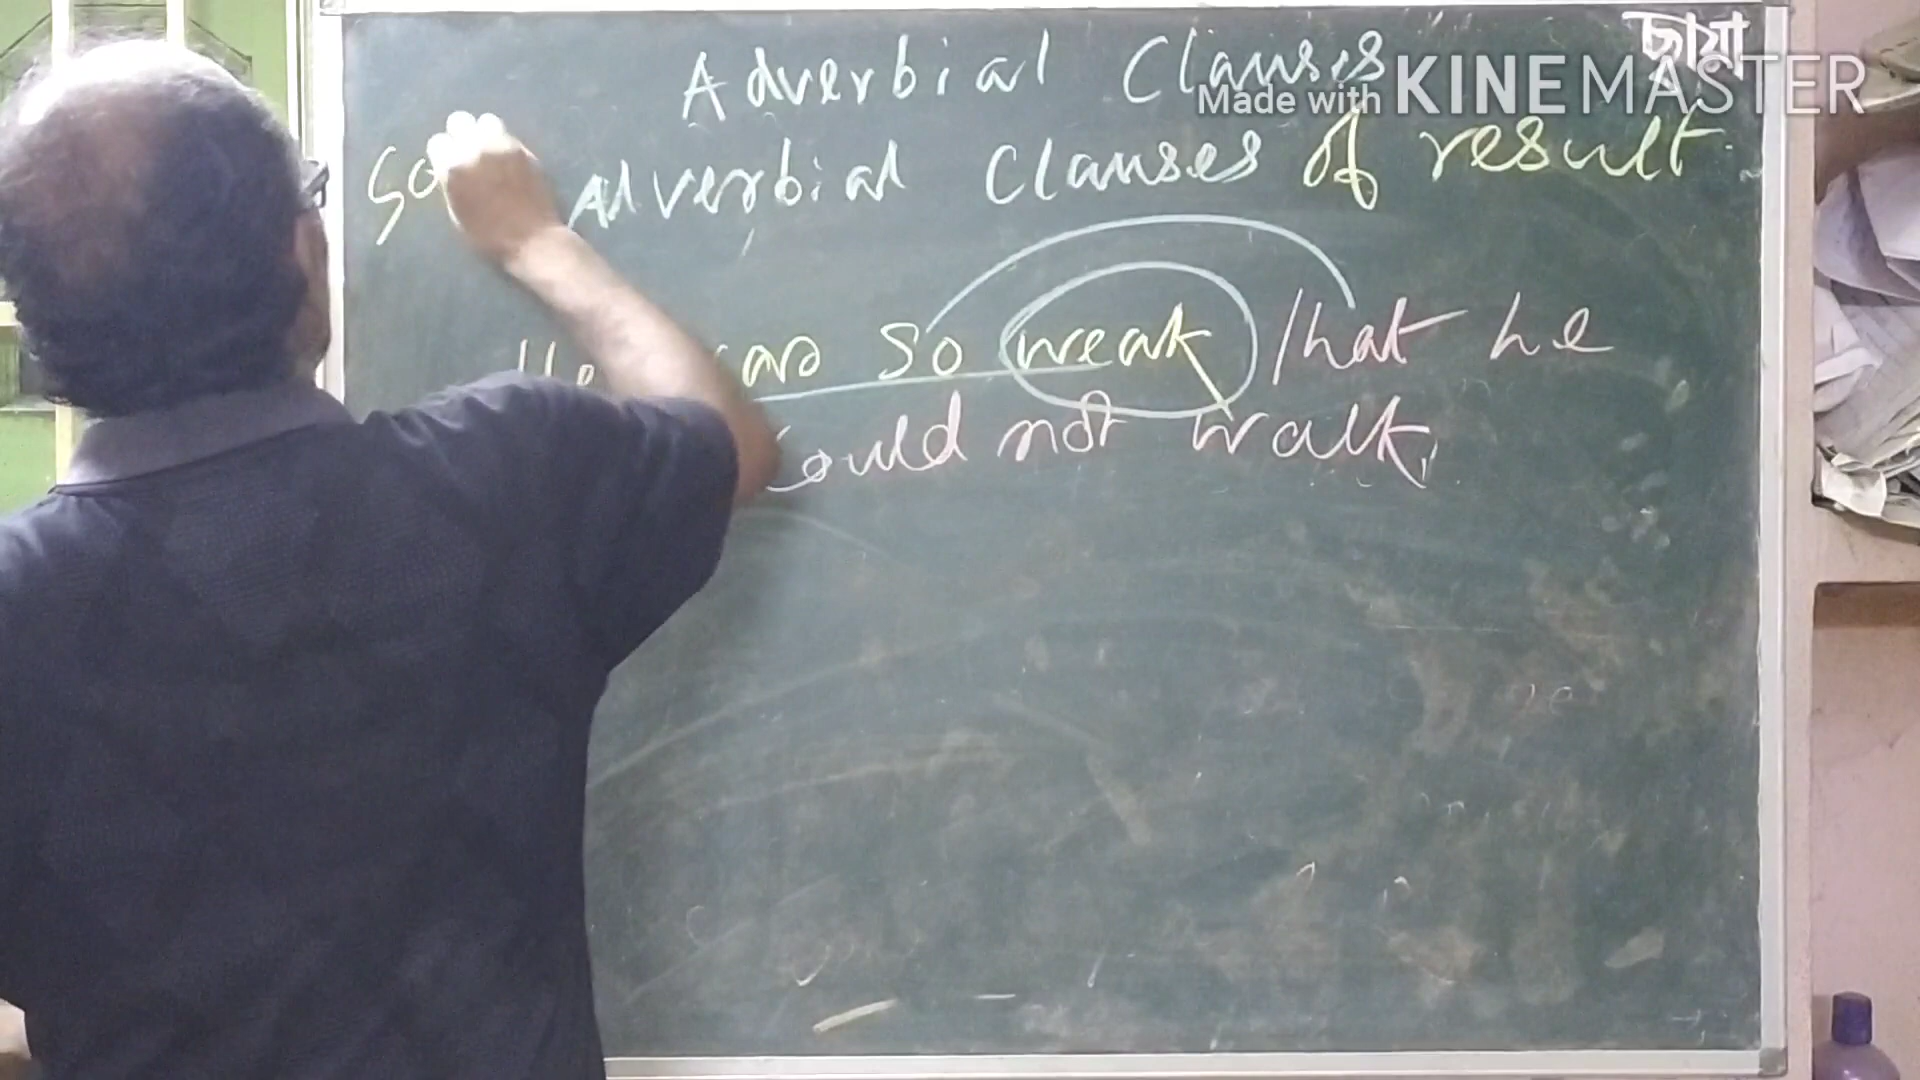 Adverbial Clauses
ছায়া
Made with KINEMASTER
So Adverbial Clauses of result
He was so weak that he
could not walk.